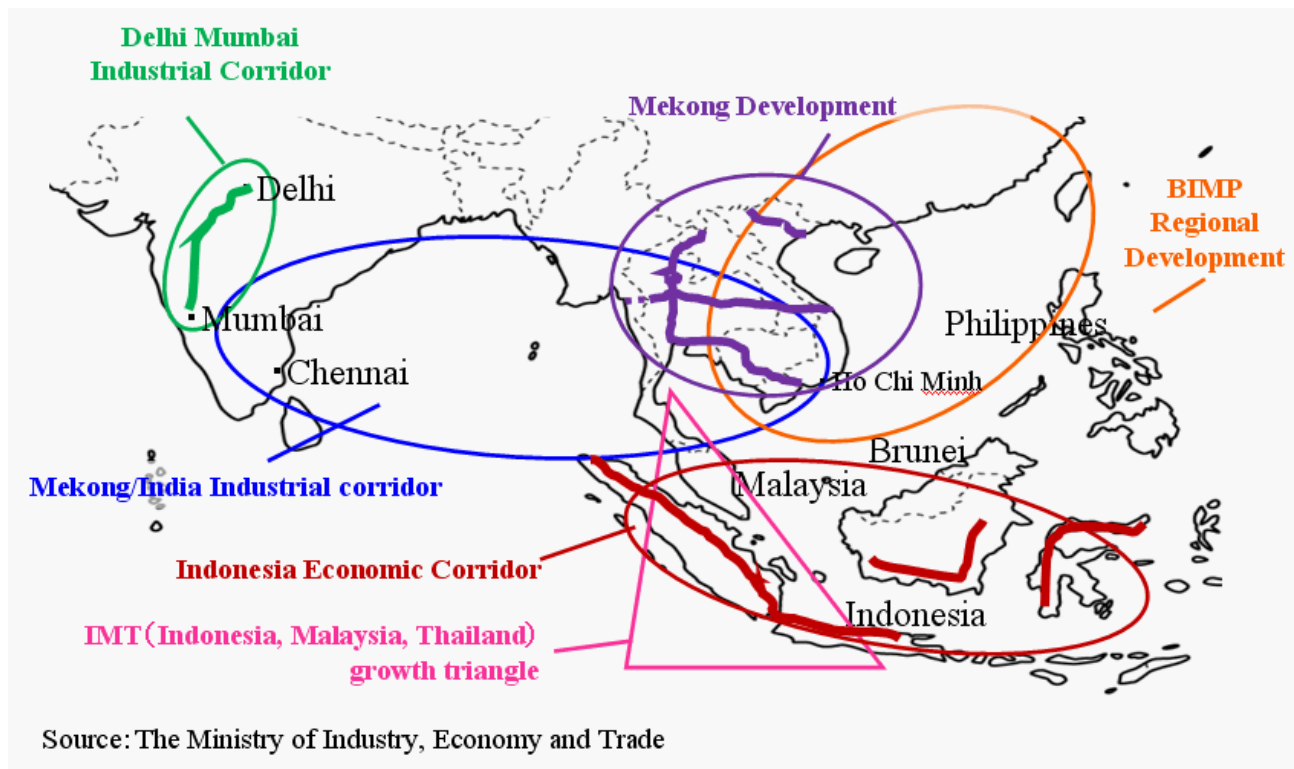 Delhi Mumbai
Industrial Corridor
Mekong Development
Delhi
BIMP
Regional
Development
Mumbai
Philippines
Chennai
Ho Chi Minh
Brunei
Malaysia
Mekong/India Industrial corridor
Indonesia Economic Corridor
Indonesia
IMT（Indonesia, Malaysia, Thailand）
growth triangle
Source: The Ministry of Industry, Economy and Trade